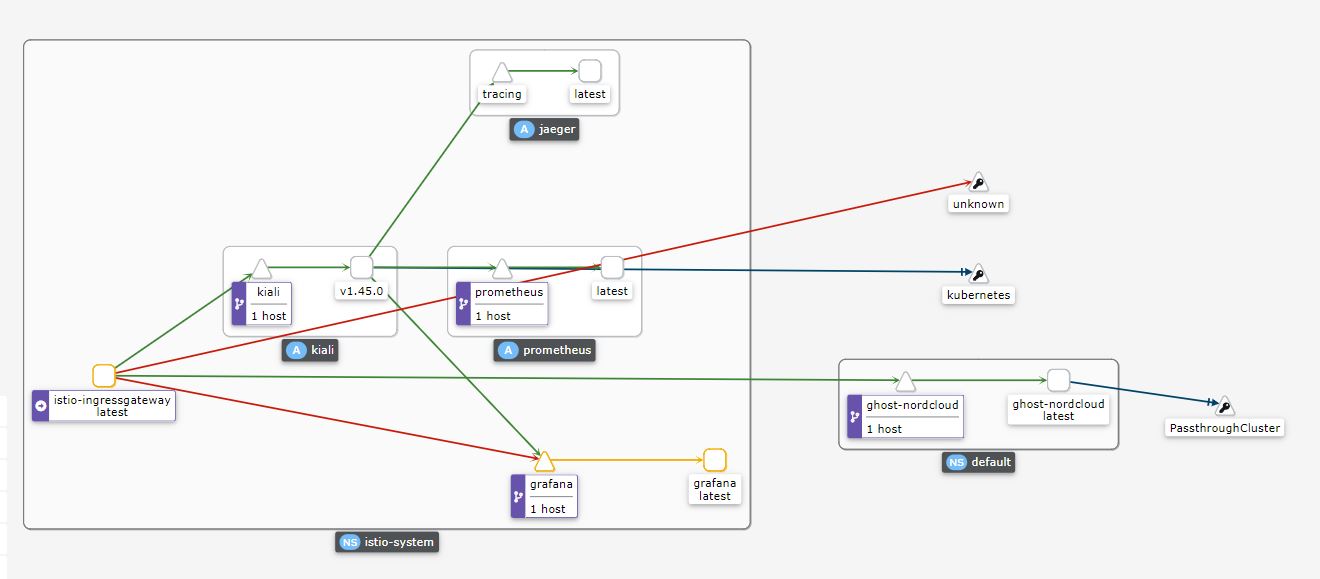 tracing
latest
A jaeger
unknown
kiali
1 host
v1.45.0
A kiali
prometheus
1 host
latest
A prometheus
kubernetes
istio-ingressgateway
latest
ghost-nordcloud
1 host
ghost-nordcloud
latest
NS default
PassthroughCluster
grafana
1 host
grafana
latest
NS istio-system